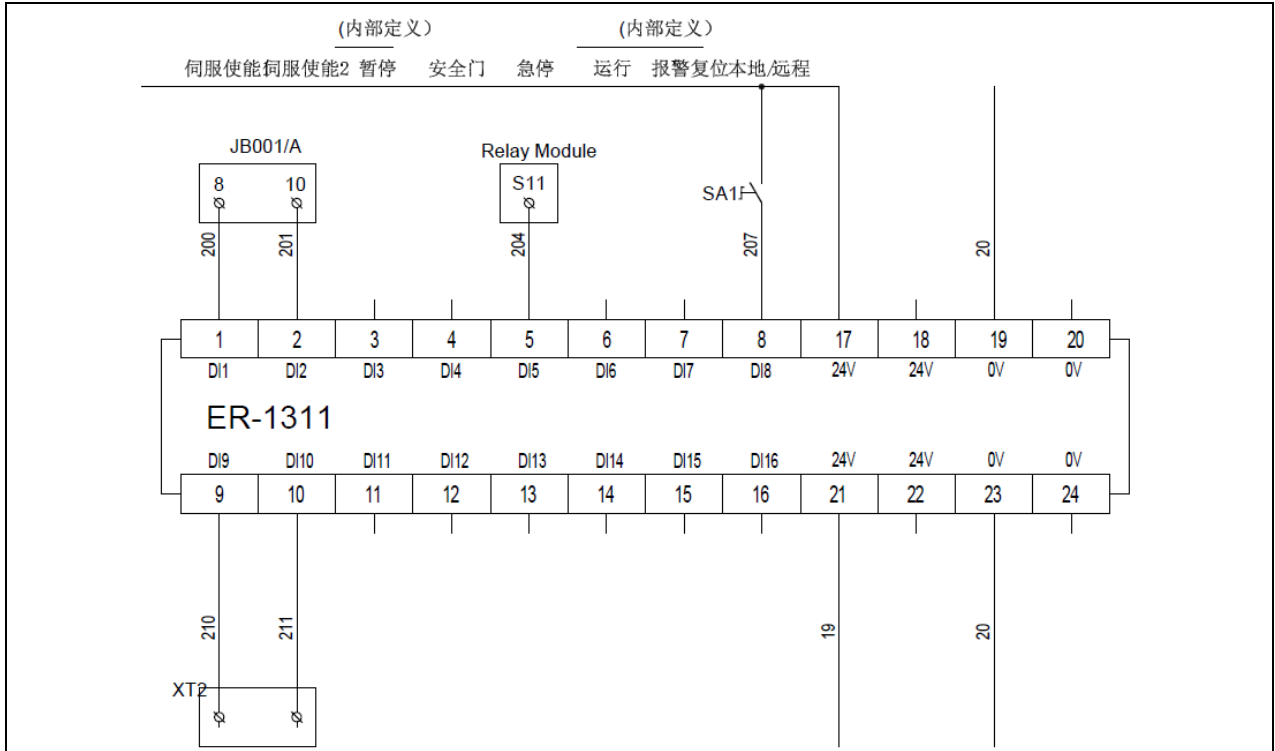 (内部定义） (内部定义）
伺服使能1 伺服使能2 暂停 安全门 急停 运行 报警复位 本地/远程
JB001/A Relay Module
8 10 S11
SA1
200 201 204 207 20
1 2 3 4 5 6 7 8 17 18 19 20
DI1 DI2 DI3 DI4 DI5 DI6 DI7 DI8 24V 24V 0V 0V
ER-1311
DI9 DI10 DI11 DI12 DI13 DI14 DI15 DI16 24V 24V 0V 0V
9 10 11 12 13 14 15 16 21 22 23 24
210 211 19 20
XT2